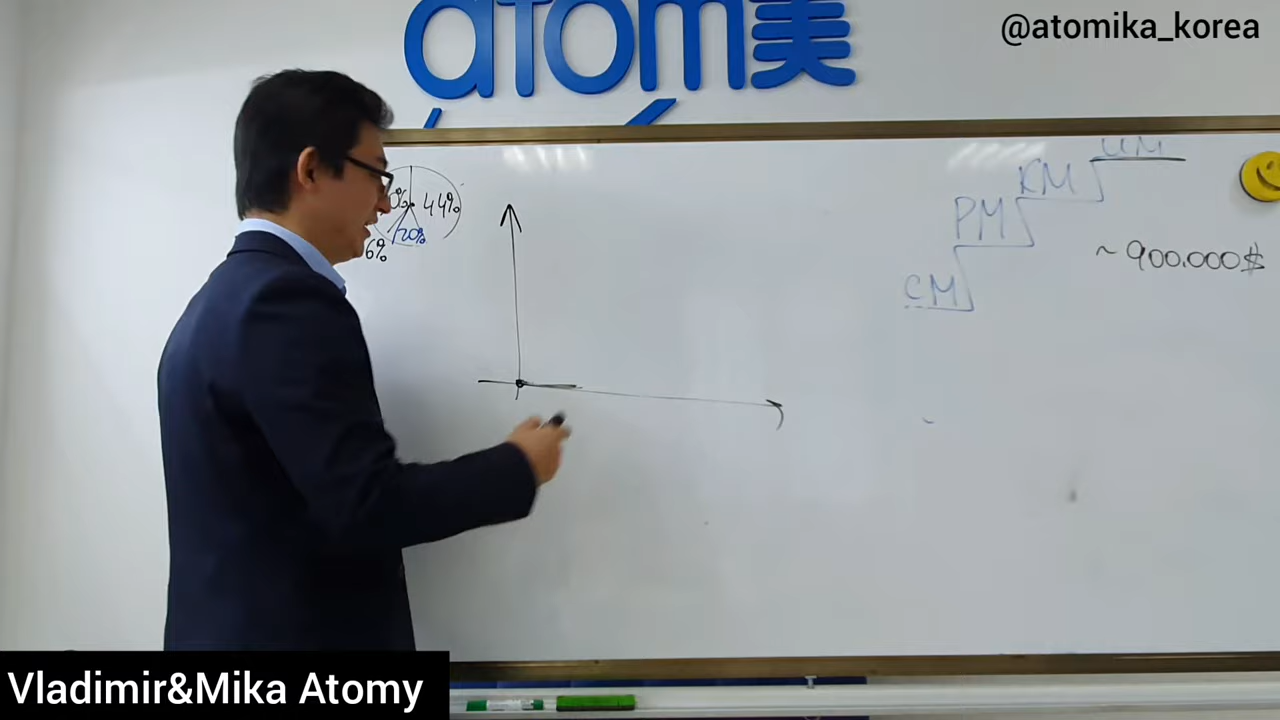 @atomika_korea
atom美
44%
20%
6%
CM
PM
KM
~900.000$
Vladimir&Mika Atomy